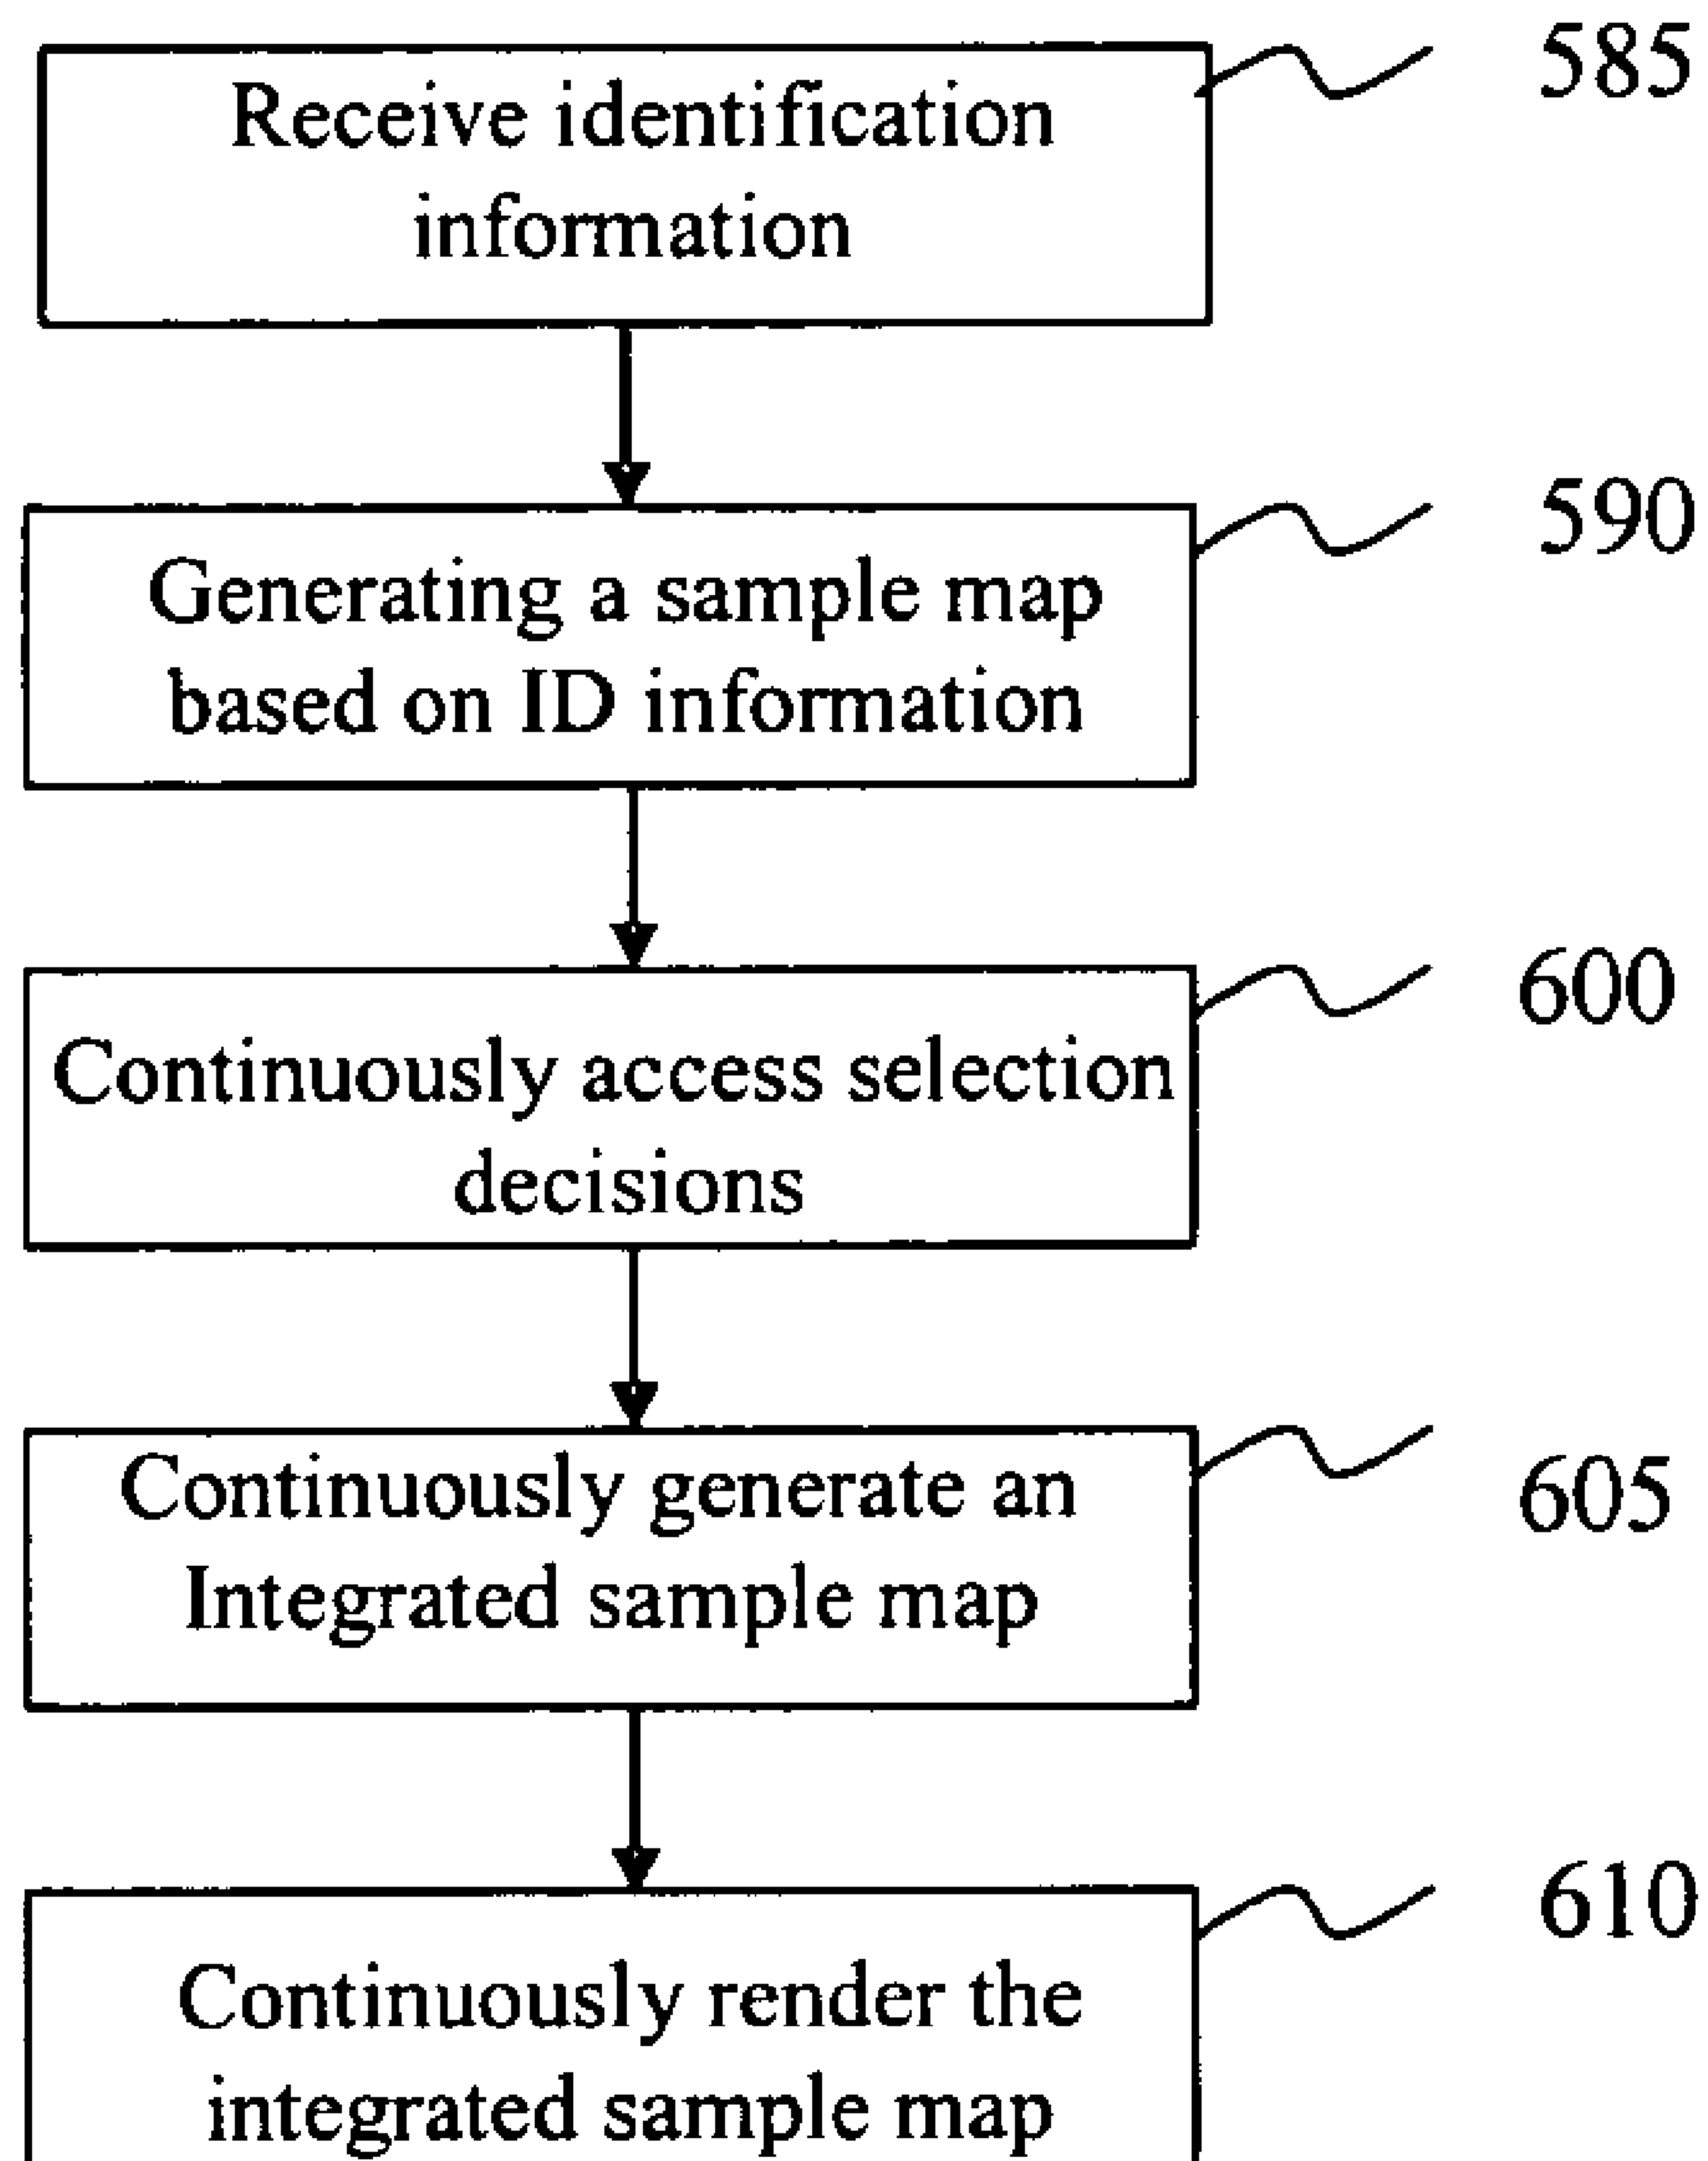 Receive identification
information
585
Generating a sample map
based on ID information
590
Continuously access selection
decisions
600
Continuously generate an
Integrated sample map
605
Continuously render the
integrated sample map
610